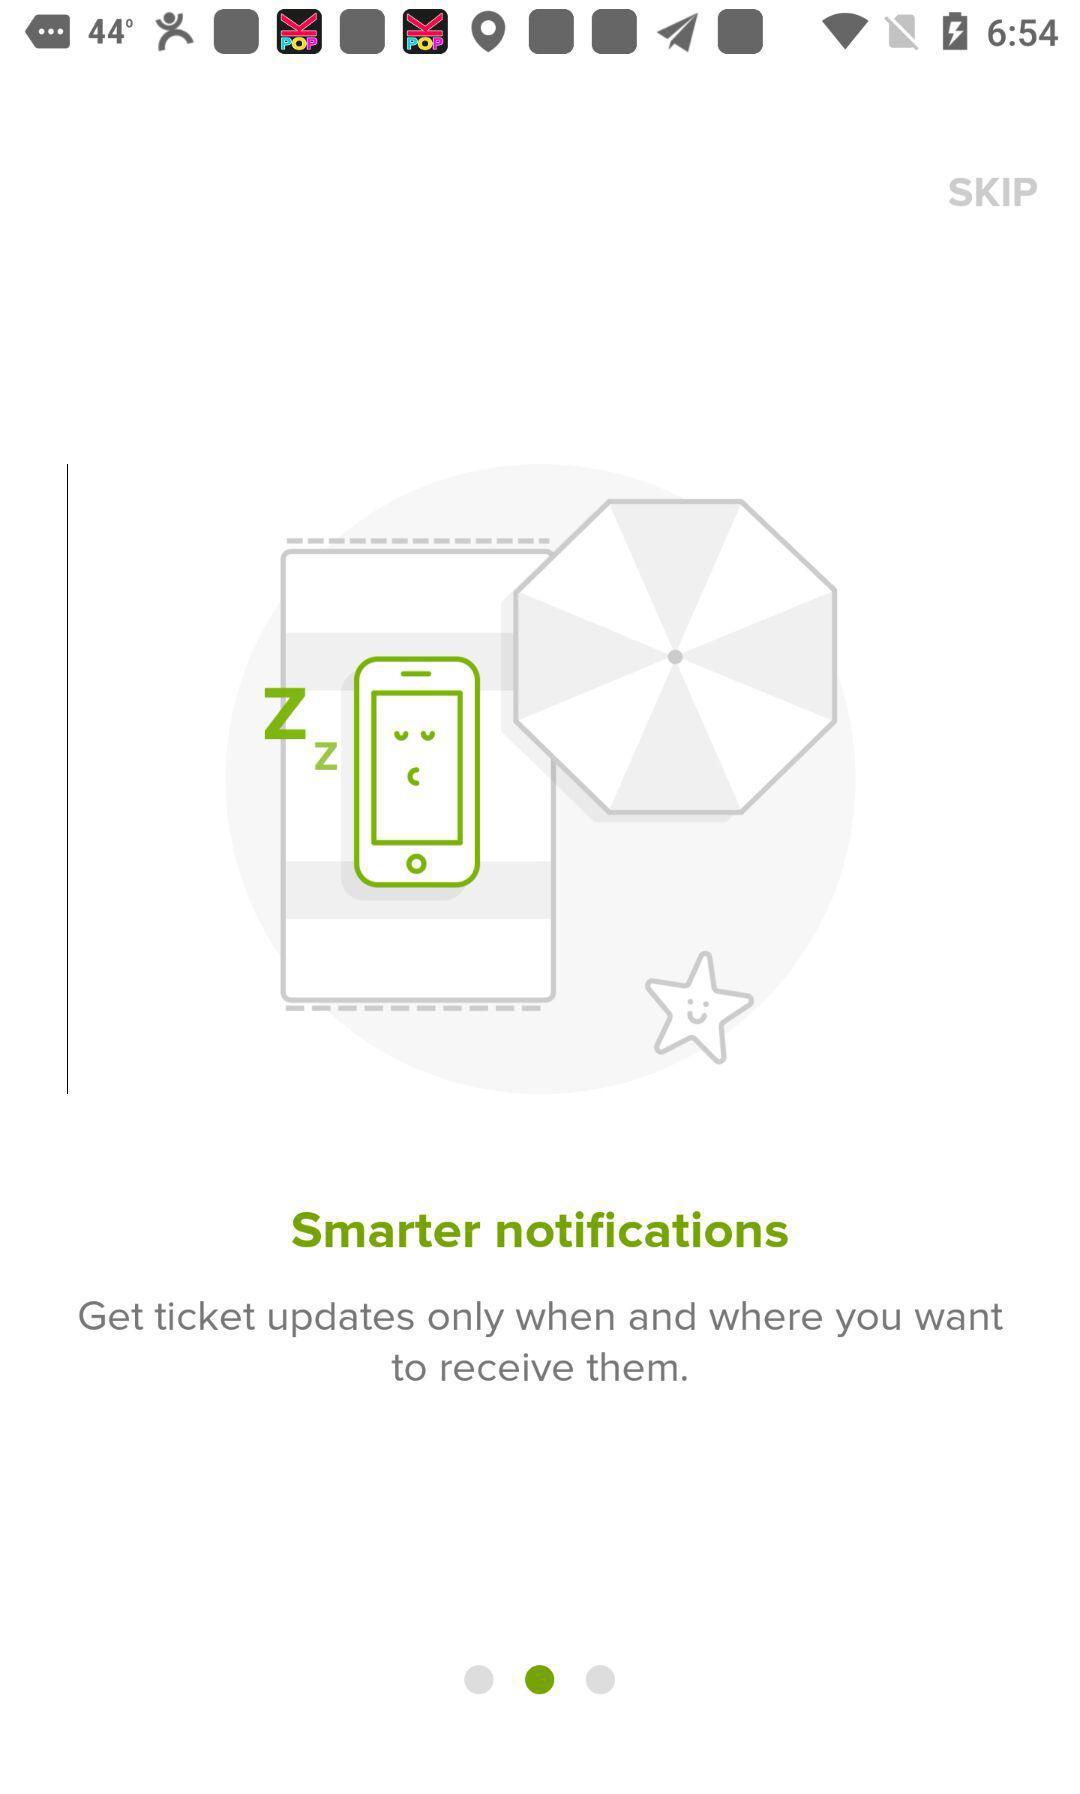 44° K POP K POP 6:54
SKIP
Z
z
Smarter notifications
Get ticket updates only when and where you want
to receive them.